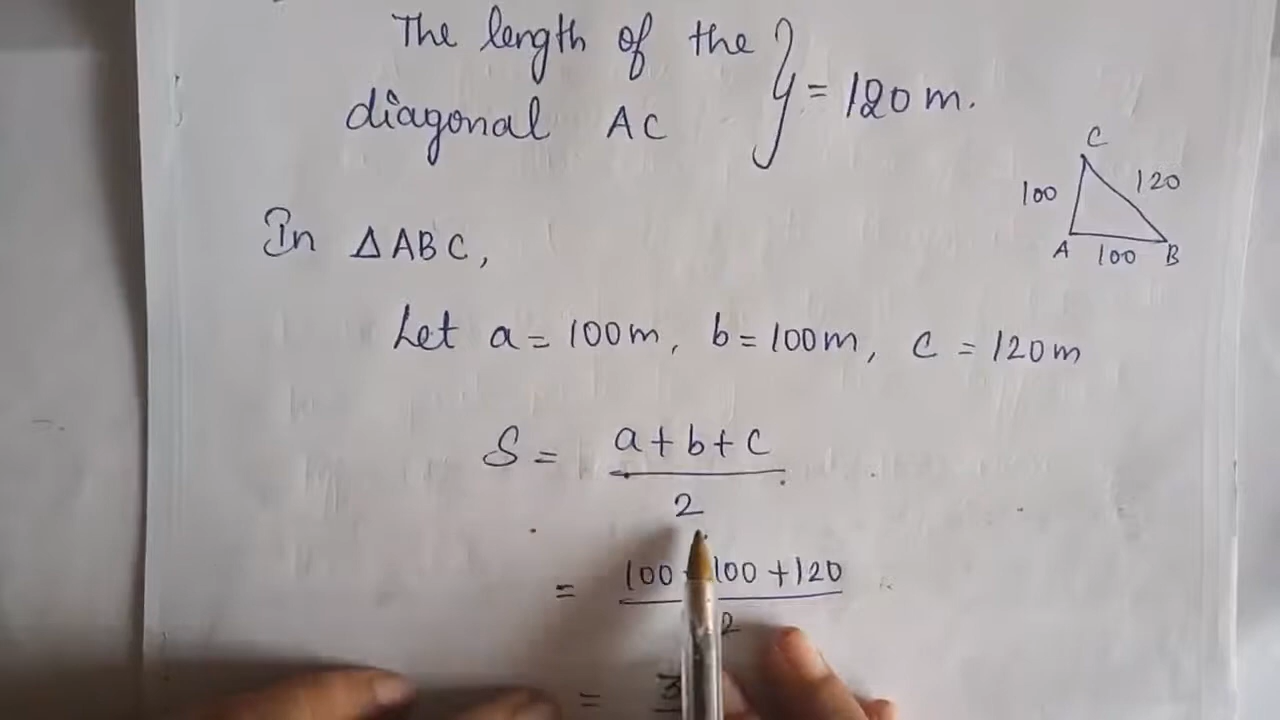 The length of the
diagonal AC } = 120 m.
C
100 120
A 100 B
In ΔABC,
Let a = 100m, b = 100m, c = 120m
S = a + b + c
2
= 100 + 100 + 120
2
= 3